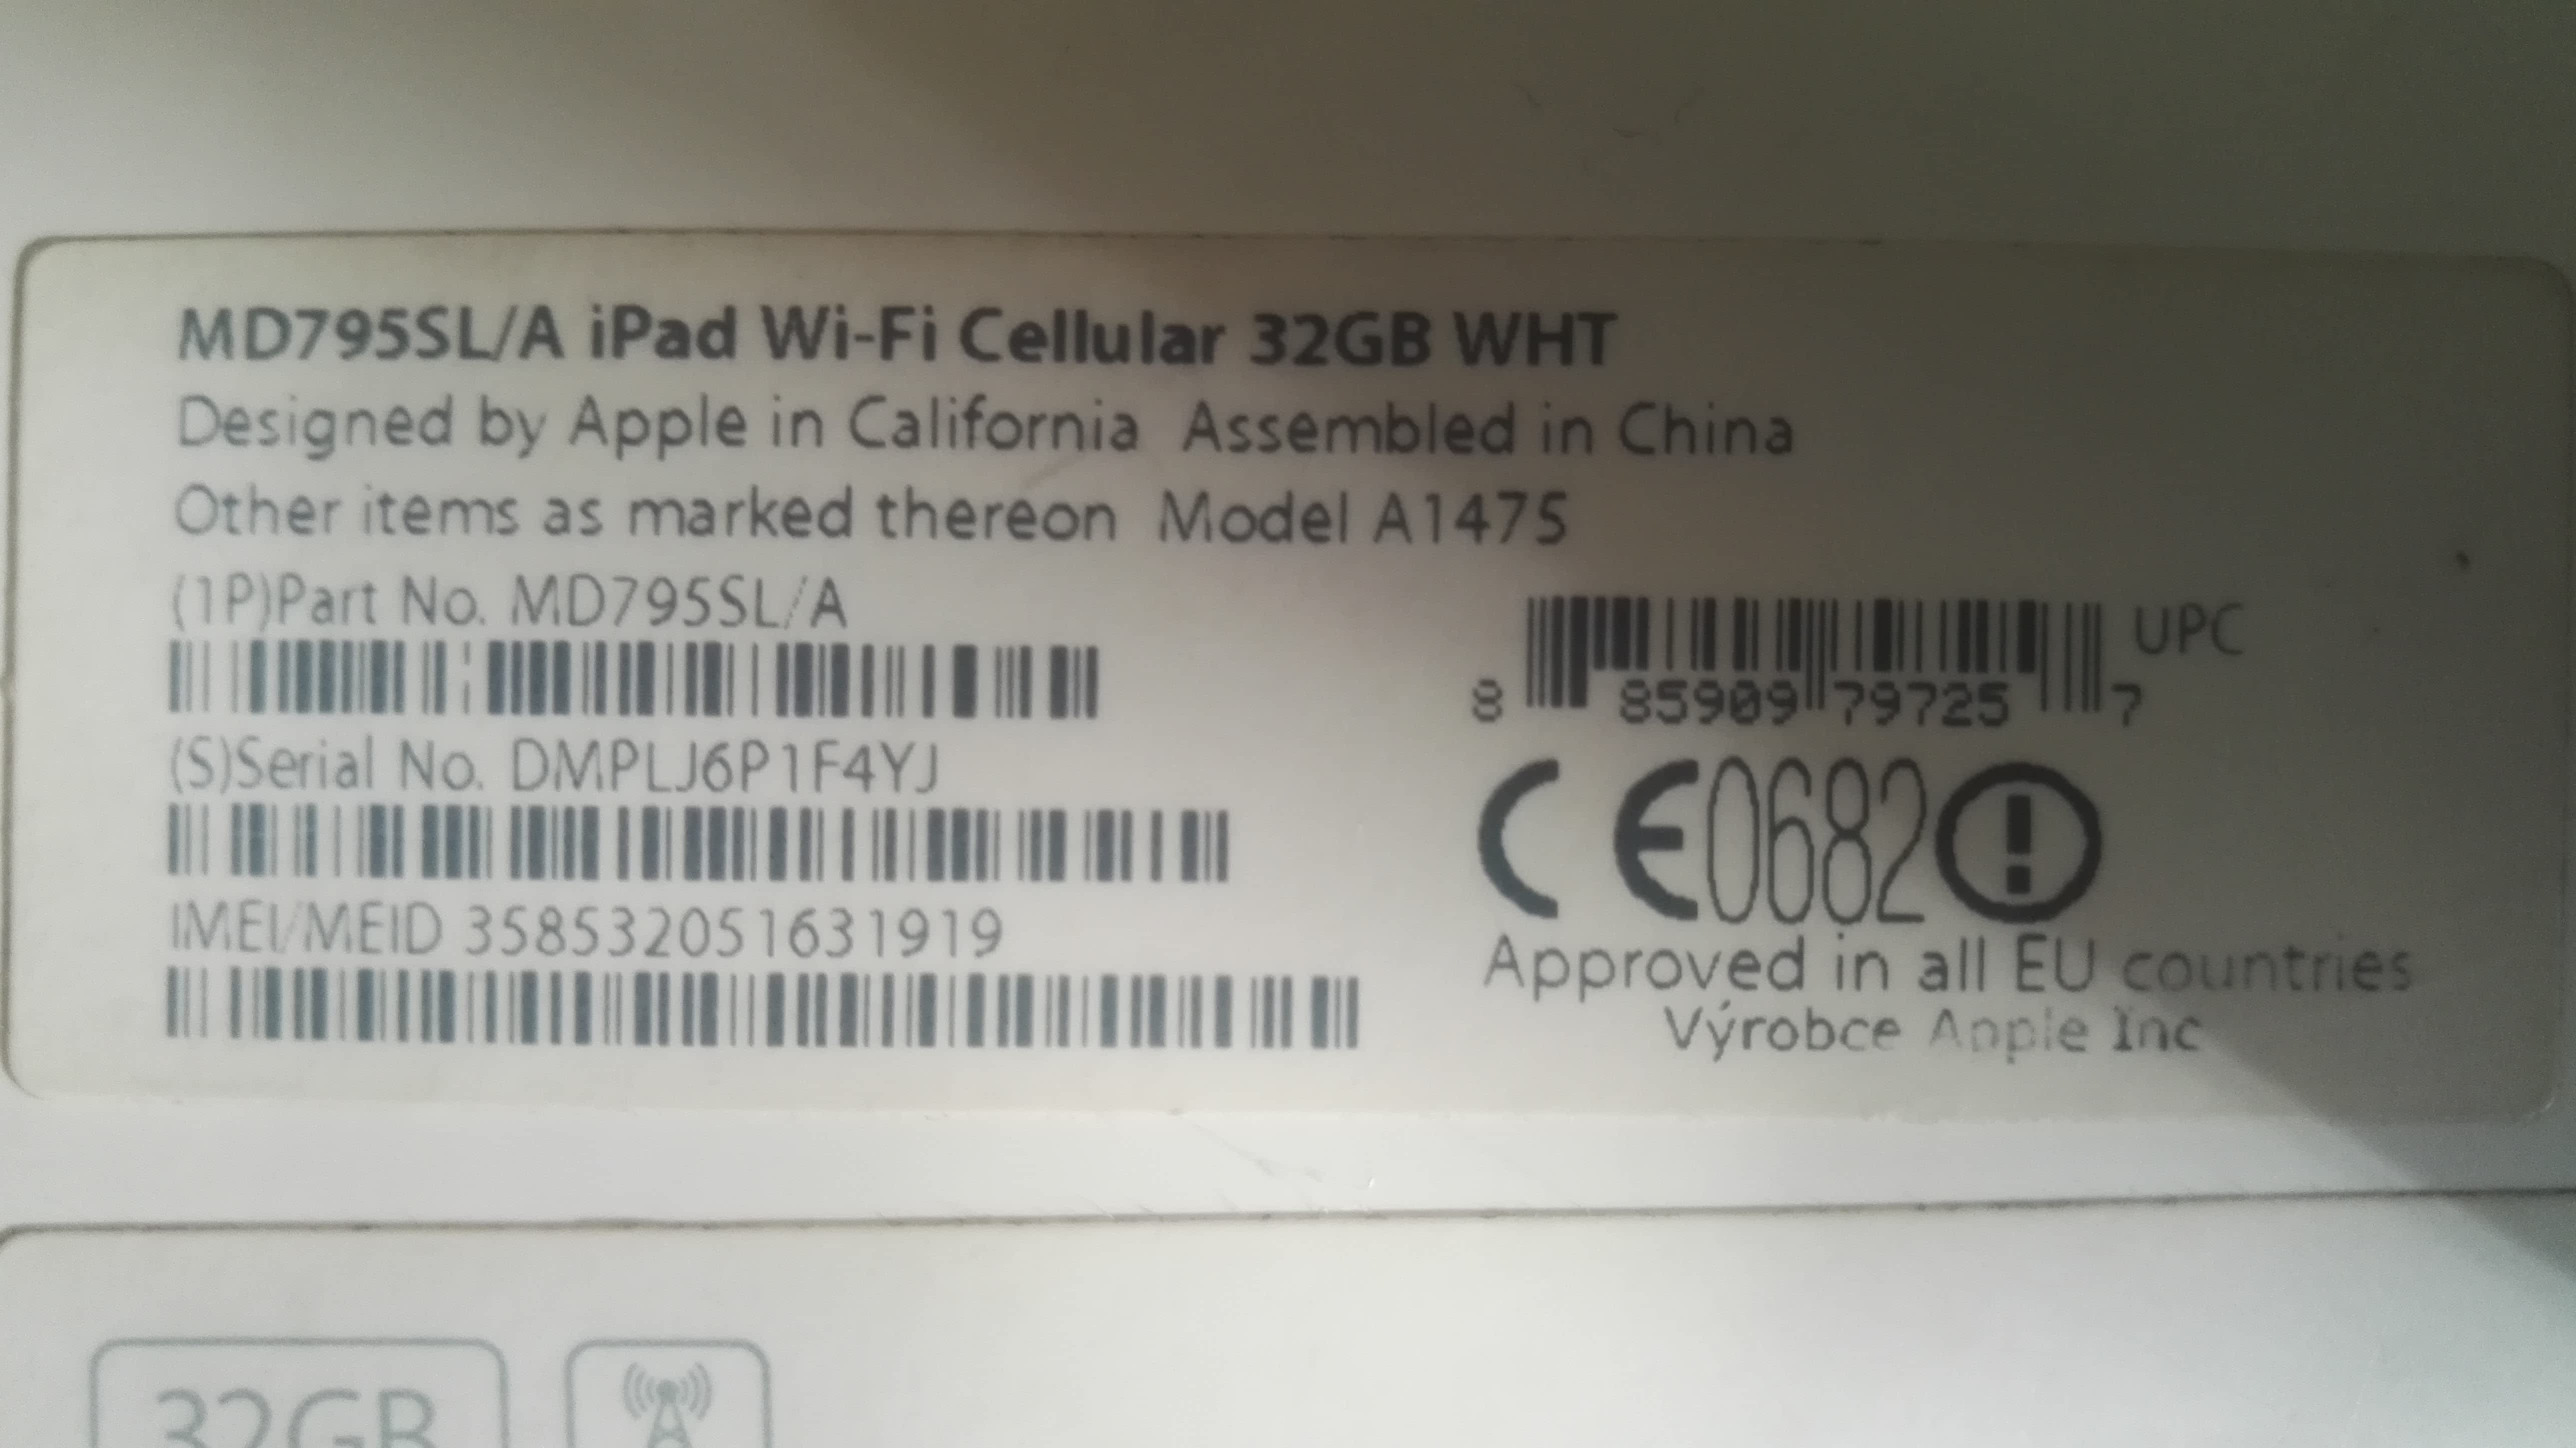 MD795SL/A iPad Wi-Fi Cellular 32GB WHT
Designed by Apple in California Assembled in China
Other items as marked thereon Model A1475
(1P)Part No. MD795SL/A
(S)Serial No. DMPLJ6P1F4YJ
IMEI/MEID 358532051631919
UPC
8 85909 79725 7
CE0682
Approved in all EU countries
Výrobce Apple Inc
32GB